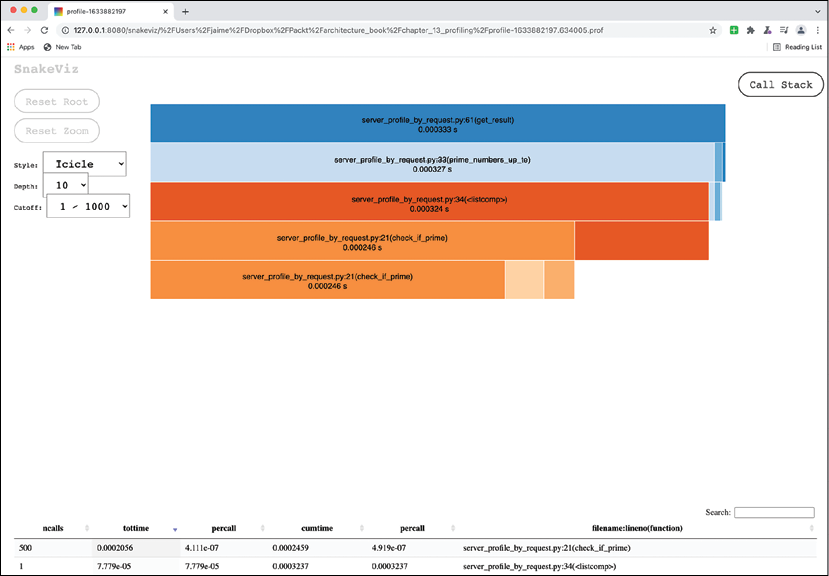 profile-1633882197
127.0.0.1:8080/snakeviz/%2FUsers%2Fjaime%2FDropbox%2FPackt%2Farchitecture_book%2Fchapter_13_profiling%2Fprofile-1633882197.634005.prof
Apps New Tab Reading List
SnakeViz
Call Stack
Reset Root
Reset Zoom
Style: Icicle
Depth: 10
Cutoff: 1 / 1000
server_profile_by_request.py:61(get_result)
0.000333 s
server_profile_by_request.py:33(prime_numbers_up_to)
0.000327 s
server_profile_by_request.py:34(<listcomp>)
0.000324 s
server_profile_by_request.py:21(check_if_prime)
0.000246 s
server_profile_by_request.py:21(check_if_prime)
0.000246 s
Search:
ncalls tottime percall cumtime percall filename:lineno(function)
500 0.0002056 4.111e-07 0.0002459 4.919e-07 server_profile_by_request.py:21(check_if_prime)
1 7.779e-05 7.779e-05 0.0003237 0.0003237 server_profile_by_request.py:34(<listcomp>)